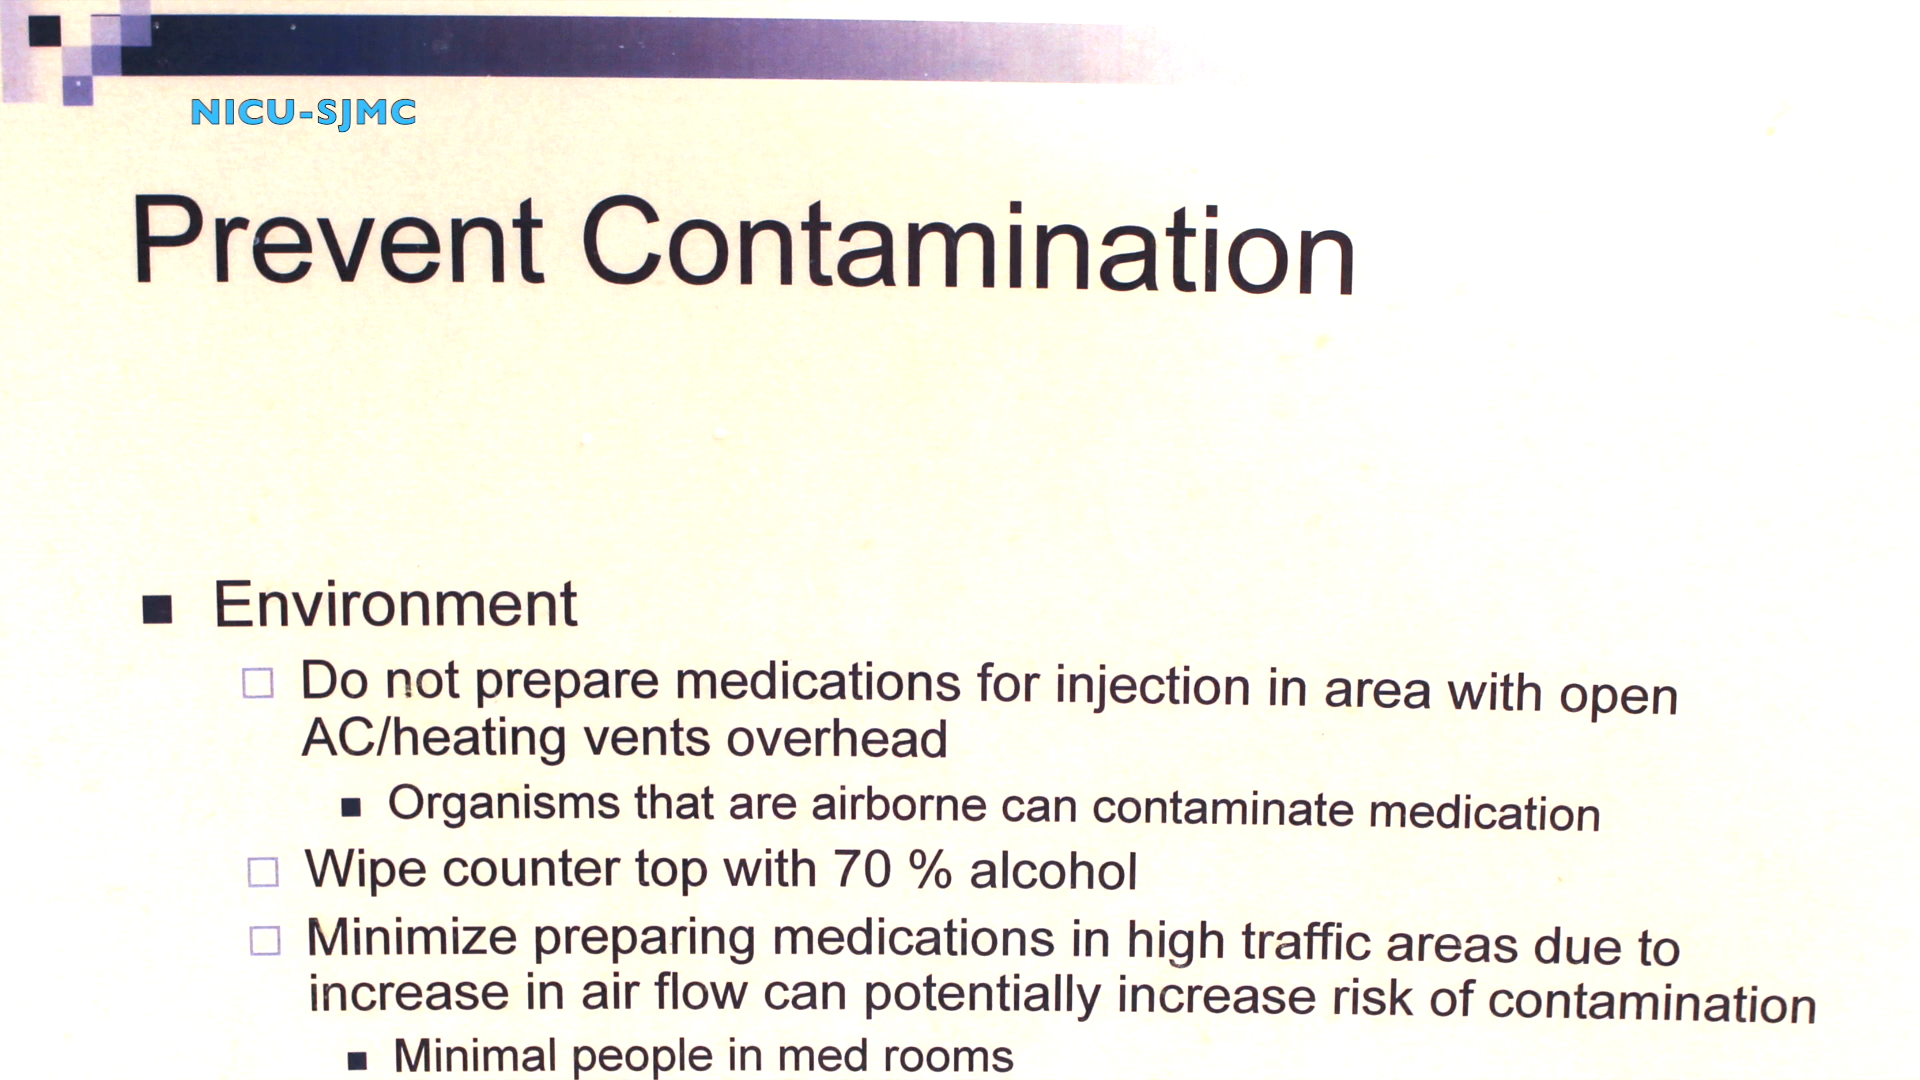 NICU-SJMC
Prevent Contamination
Environment
Do not prepare medications for injection in area with open
AC/heating vents overhead
Organisms that are airborne can contaminate medication
Wipe counter top with 70 % alcohol
Minimize preparing medications in high traffic areas due to
increase in air flow can potentially increase risk of contamination
Minimal people in med rooms